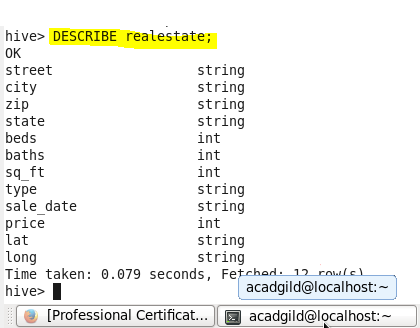 hive> DESCRIBE realestate;
OK
street string
city string
zip string
state string
beds int
baths int
sq_ft int
type string
sale_date string
price int
lat string
long string
Time taken: 0.079 seconds, Fetched: 12 row(s)
hive>
acadgild@localhost:~
[Professional Certificat...
acadgild@localhost:~